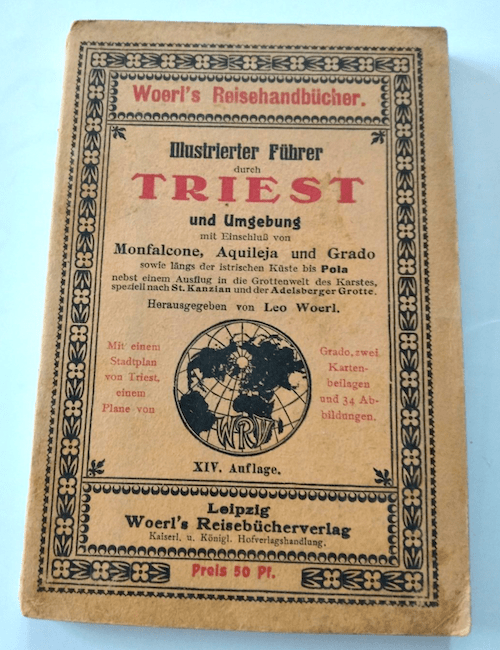 Woerl's Reisehandbücher.
Illustrierter Führer
durch
TRIEST
und Umgebung
mit Einschluß von
Monfalcone, Aquileja und Grado
sowie längs der istrischen Küste bis Pola
nebst einem Ausflug in die Grottenwelt des Karstes,
speziell nach St. Kanzian und der Adelsberger Grotte.
Herausgegeben von Leo Woerl.
Mit einem
Stadtplan
von Triest,
einem
Plane von
Grado, zwei
Karten-
beilagen
und 34 Ab-
bildungen.
WRV
XIV. Auflage.
Leipzig
Woerl's Reisebücherverlag
Kaiserl. u. Königl. Hofverlagshandlung.
Preis 50 Pf.